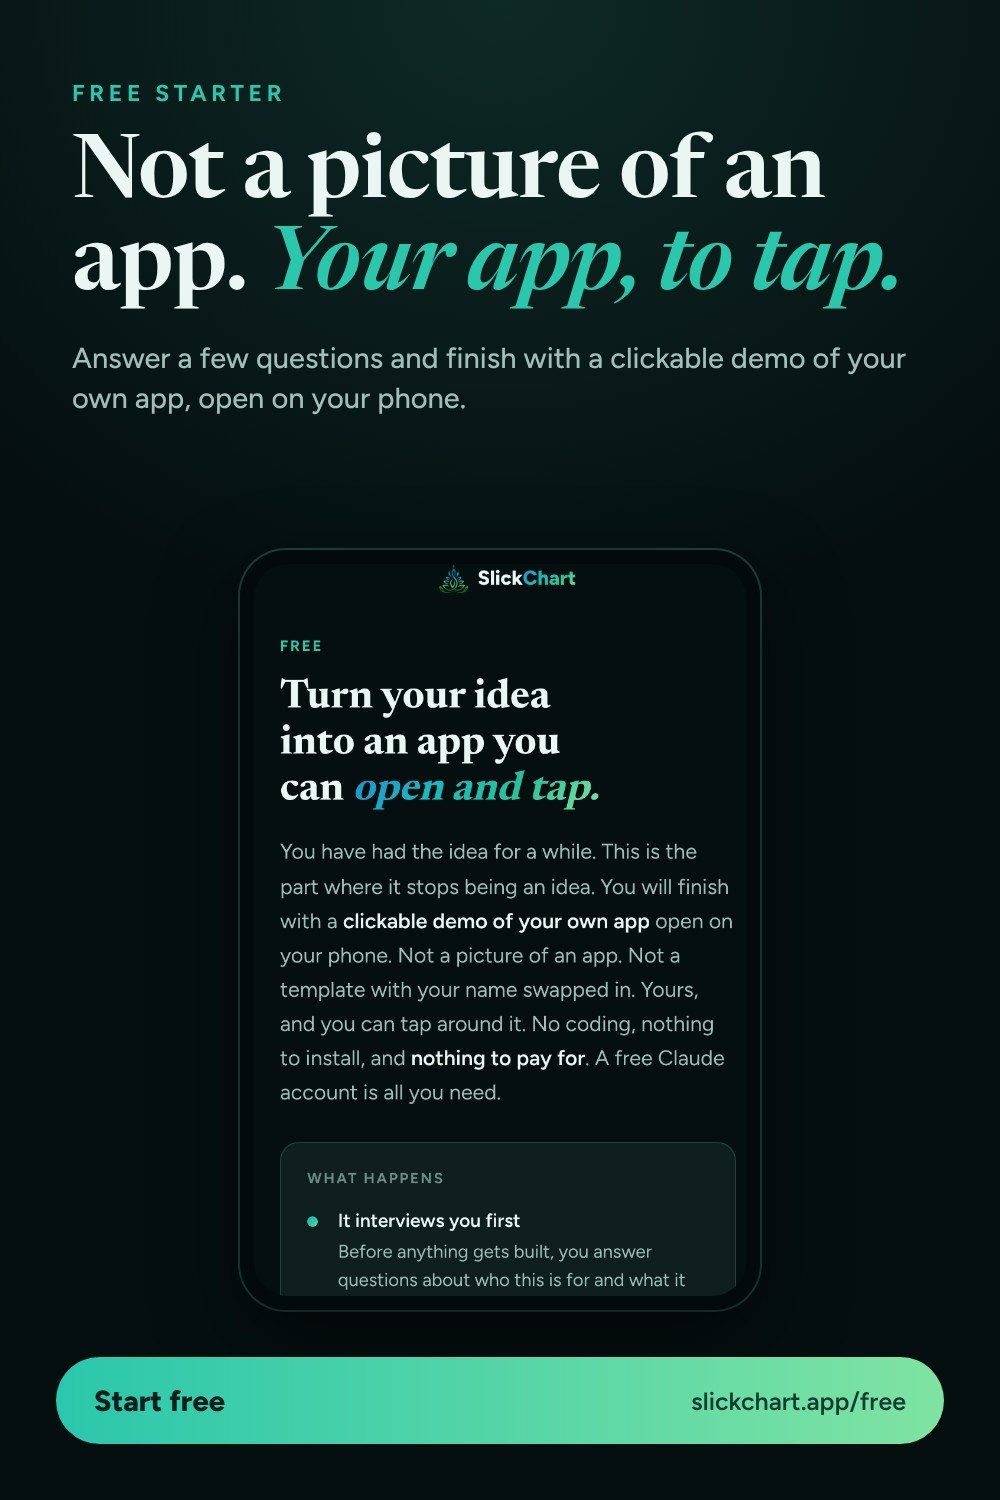 FREE STARTER
Not a picture of an
app. Your app, to tap.
Answer a few questions and finish with a clickable demo of your
own app, open on your phone.
SlickChart
FREE
Turn your idea
into an app you
can open and tap.
You have had the idea for a while. This is the
part where it stops being an idea. You will finish
with a clickable demo of your own app open on
your phone. Not a picture of an app. Not a
template with your name swapped in. Yours,
and you can tap around it. No coding, nothing
to install, and nothing to pay for. A free Claude
account is all you need.
WHAT HAPPENS
It interviews you first
Before anything gets built, you answer
questions about who this is for and what it
Start free
slickchart.app/free